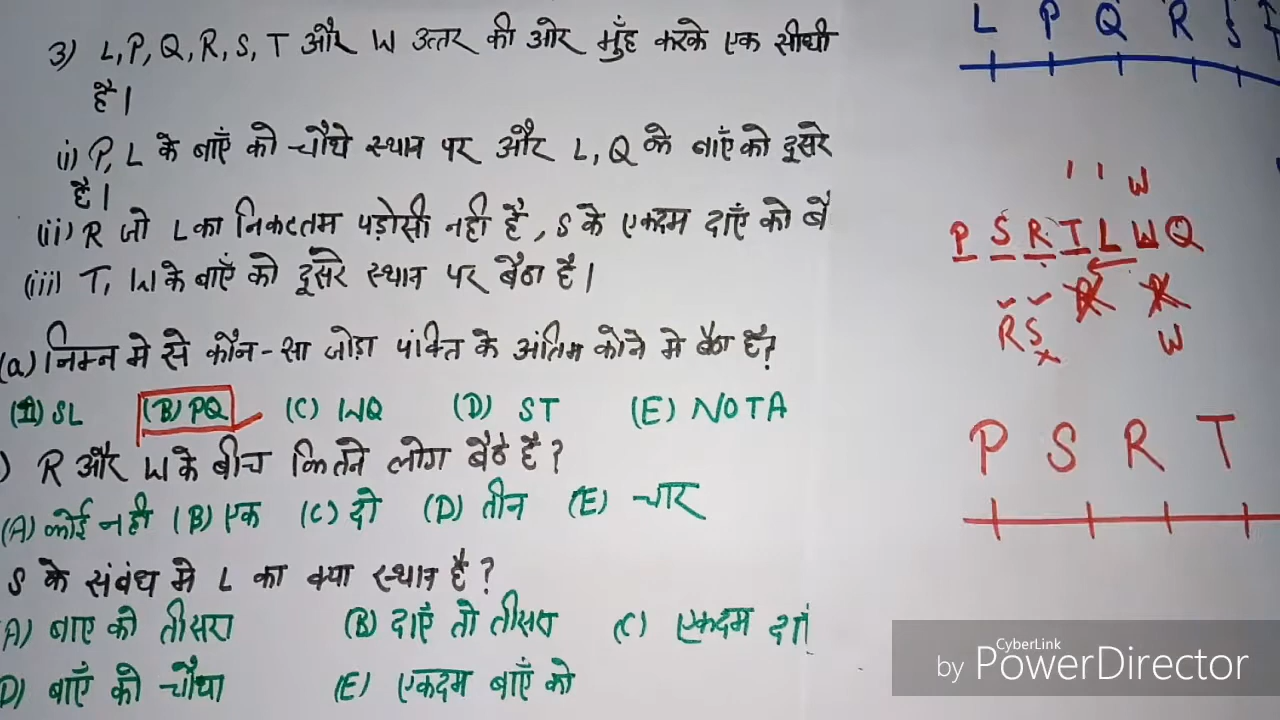 3) L, P, Q, R, S, T और W उत्तर की ओर मुँह करके एक सीधी
है।
(i) P, L के बाएँ को चौथे स्थान पर और L, Q के बाएँ को दूसरे
है।
(ii) R जो L का निकटतम पड़ोसी नही है, S के एकदम दाएँ को बै
(iii) T, W के बाएँ को दूसरे स्थान पर बैठा है।
(a) निम्न मे से कौन-सा जोड़ा पंक्ति के अंतिम कोने मे बैठा है?
(A) SL (B) PQ (C) WQ (D) ST (E) NOTA
) R और W के बीच कितने लोग बैठे है?
(A) कोई नही (B) एक (C) दो (D) तीन (E) चार
S के संबंध मे L का क्या स्थान है?
A) बाए को तीसरा (B) दाएँ तो तीसरा (C) एकदम दा
D) बाएँ को चौथा (E) एकदम बाएँ को
L P Q R S T
W
P S R T L W Q
R R
R S W
P S R T
CyberLink
by PowerDirector